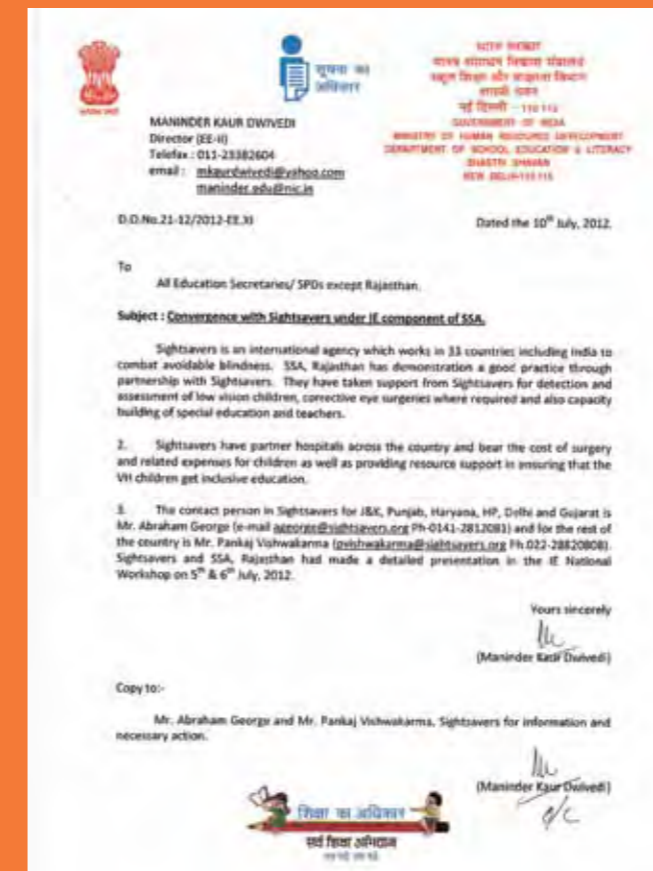 सूचना का
अधिकार
भारत सरकार
मानव संसाधन विकास मंत्रालय
स्कूल शिक्षा और साक्षरता विभाग
शास्त्री भवन
नई दिल्ली - 110 115
GOVERNMENT OF INDIA
MINISTRY OF HUMAN RESOURCE DEVELOPMENT
DEPARTMENT OF SCHOOL EDUCATION & LITERACY
SHASTRI BHAVAN
NEW DELHI-110 115
MANINDER KAUR DWIVEDI
Director (EE-II)
Telefax : 011-23382604
email : mkaurdwivedi@yahoo.com
maninder.edu@nic.in
D.O.No.21-12/2012-EE.XI
Dated the 10th July, 2012.
To
All Education Secretaries/ SPDs except Rajasthan.
Subject : Convergence with Sightsavers under IE component of SSA.
Sightsavers is an international agency which works in 33 countries including India to
combat avoidable blindness. SSA, Rajasthan has demonstration a good practice through
partnership with Sightsavers. They have taken support from Sightsavers for detection and
assessment of low vision children, corrective eye surgeries where required and also capacity
building of special education and teachers.
2. Sightsavers have partner hospitals across the country and bear the cost of surgery
and related expenses for children as well as providing resource support in ensuring that the
VH children get inclusive education.
3. The contact person in Sightsavers for J&K, Punjab, Haryana, HP, Delhi and Gujarat is
Mr. Abraham George (e-mail ageorge@sightsavers.org Ph-0141-2812081) and for the rest of
the country is Mr. Pankaj Vishwakarma (pvishwakarma@sightsavers.org Ph.022-28820808).
Sightsavers and SSA, Rajasthan had made a detailed presentation in the IE National
Workshop on 5th & 6th July, 2012.
Yours sincerely
(Maninder Kaur Dwivedi)
Copy to:-
Mr. Abraham George and Mr. Pankaj Vishwakarma, Sightsavers for information and
necessary action.
(Maninder Kaur Dwivedi)
o/c
शिक्षा का अधिकार
सर्व शिक्षा अभियान